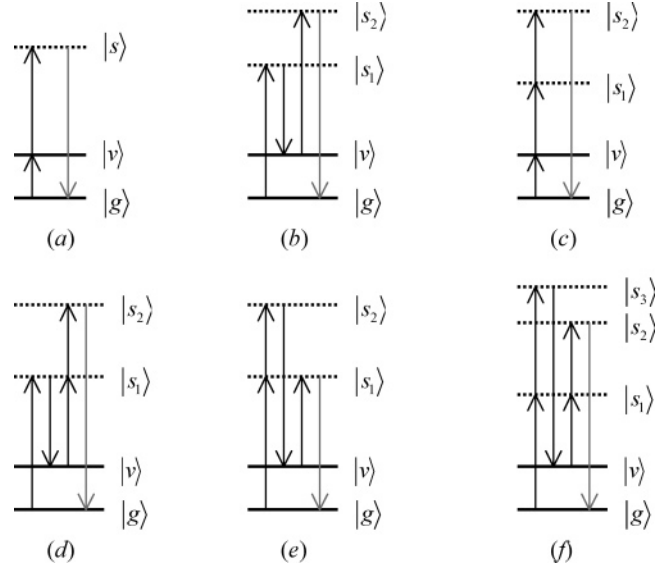 |s⟩
|v⟩
|g⟩
(a)
|s₂⟩
|s₁⟩
|v⟩
|g⟩
(b)
|s₂⟩
|s₁⟩
|v⟩
|g⟩
(c)
|s₂⟩
|s₁⟩
|v⟩
|g⟩
(d)
|s₂⟩
|s₁⟩
|v⟩
|g⟩
(e)
|s₃⟩
|s₂⟩
|s₁⟩
|v⟩
|g⟩
(f)